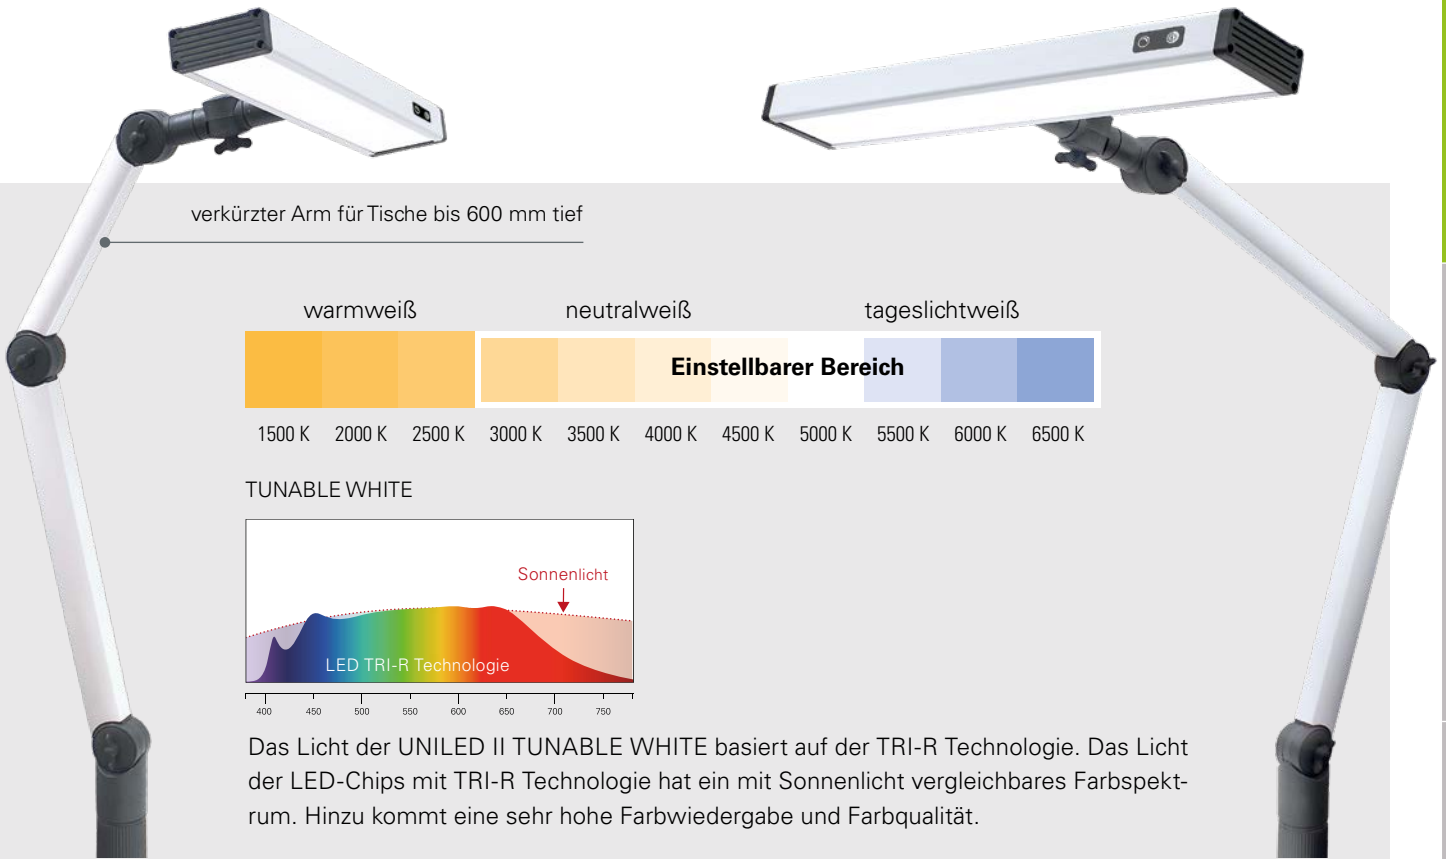 verkürzter Arm für Tische bis 600 mm tief
warmweiß neutralweiß tageslichtweiß
Einstellbarer Bereich
1500 K 2000 K 2500 K 3000 K 3500 K 4000 K 4500 K 5000 K 5500 K 6000 K 6500 K
TUNABLE WHITE
Sonnenlicht
LED TRI-R Technologie
400 450 500 550 600 650 700 750
Das Licht der UNILED II TUNABLE WHITE basiert auf der TRI-R Technologie. Das Licht
der LED-Chips mit TRI-R Technologie hat ein mit Sonnenlicht vergleichbares Farbspekt-
rum. Hinzu kommt eine sehr hohe Farbwiedergabe und Farbqualität.